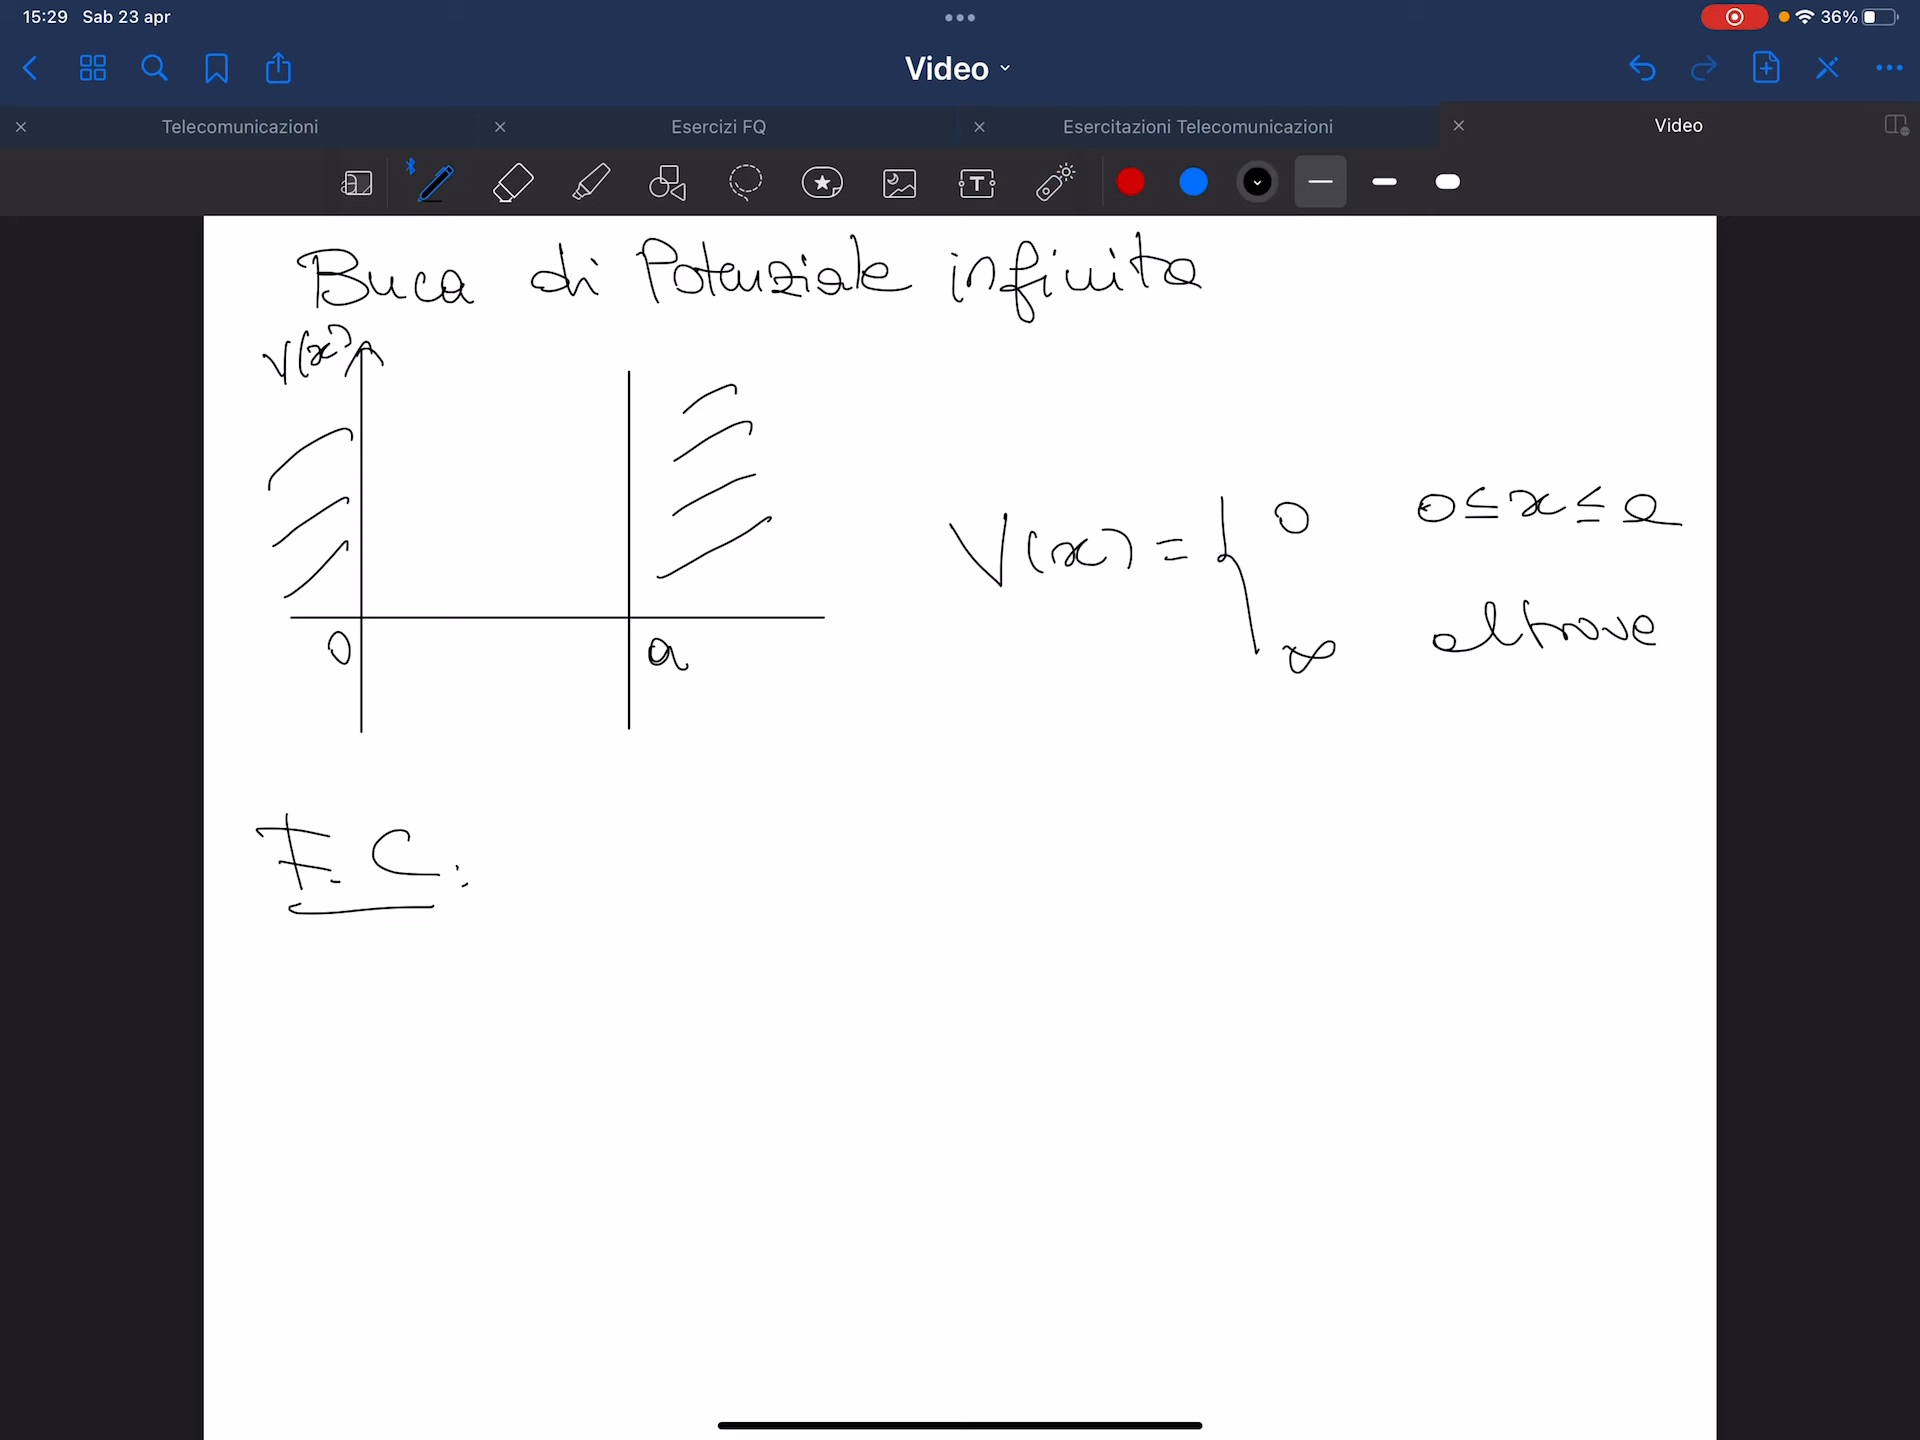 15:29 Sab 23 apr
36%
Video
Telecomunicazioni
Esercizi FQ
Esercitazioni Telecomunicazioni
Video
T
Buca di Potenziale infinita
V(x)
0 a
V(x) = { 0 0 ≤ x ≤ a
∞ altrove
F.C.: